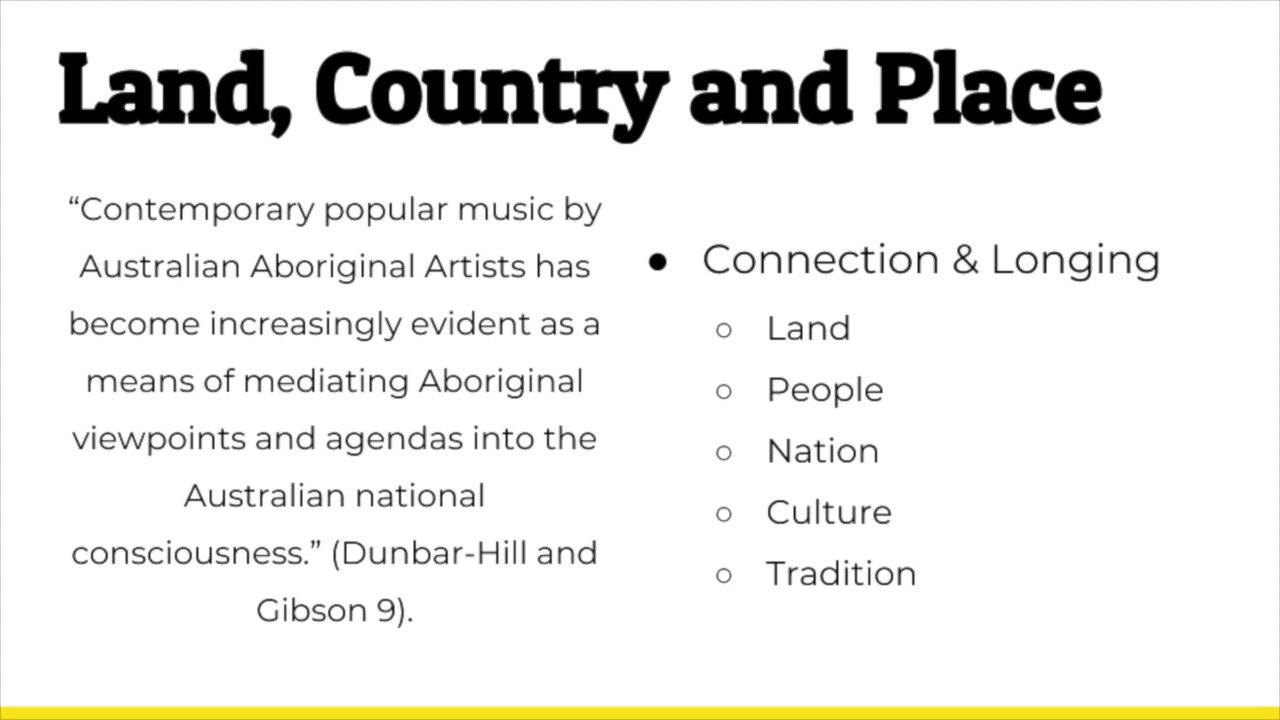 Land, Country and Place
“Contemporary popular music by
Australian Aboriginal Artists has
become increasingly evident as a
means of mediating Aboriginal
viewpoints and agendas into the
Australian national
consciousness.” (Dunbar-Hill and
Gibson 9).
● Connection & Longing
○ Land
○ People
○ Nation
○ Culture
○ Tradition